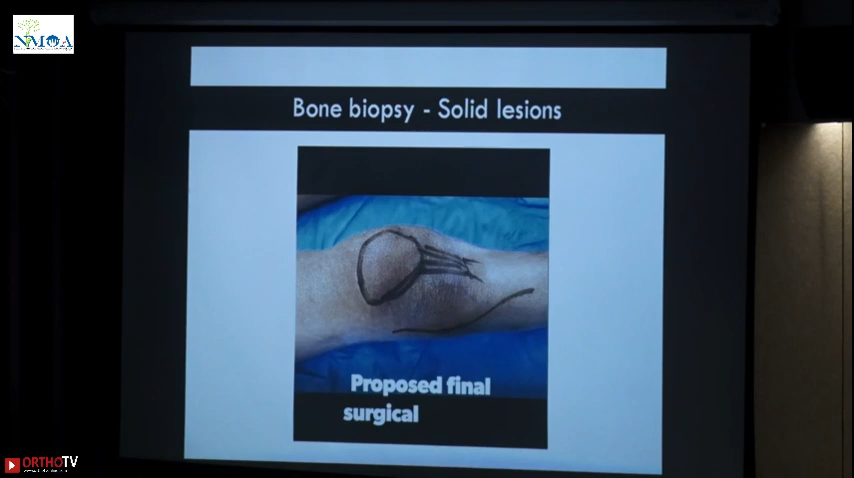 NMOA
Bone biopsy - Solid lesions
Proposed final
surgical
ORTHOTV